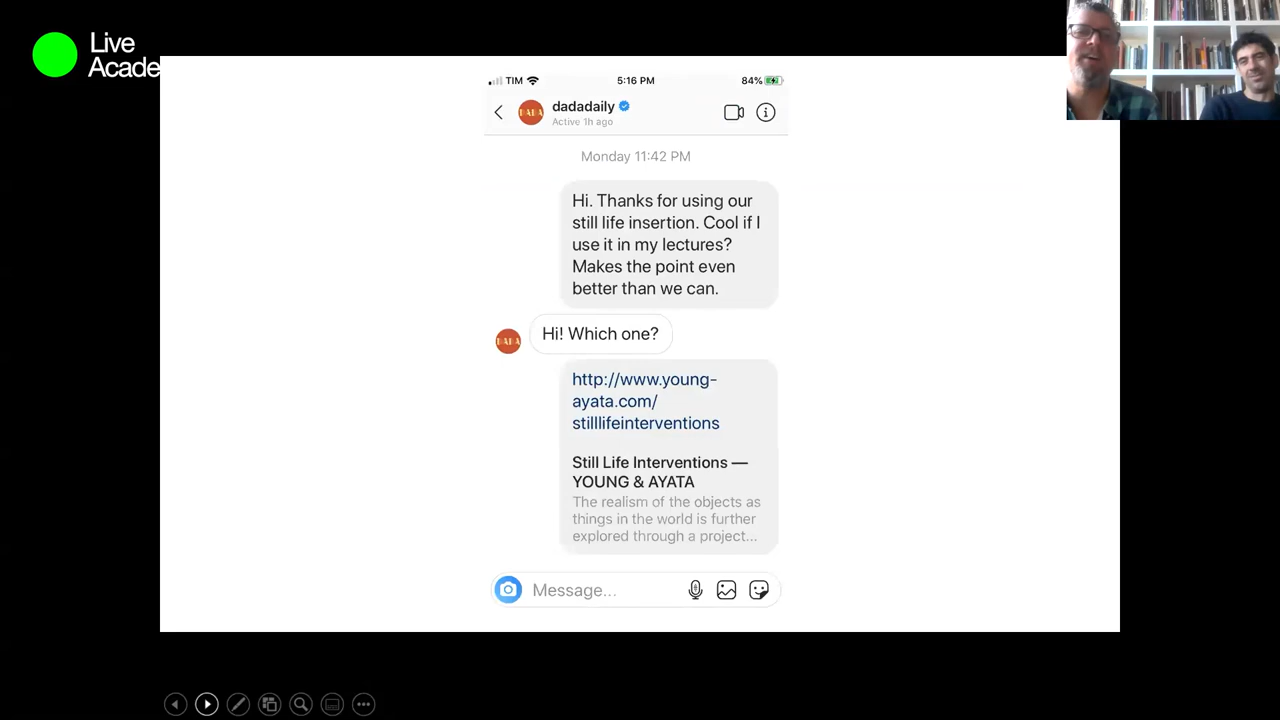 Live
Acade
TIM
5:16 PM
84%
dadadaily
Active 1h ago
Monday 11:42 PM
Hi. Thanks for using our
still life insertion. Cool if I
use it in my lectures?
Makes the point even
better than we can.
DADA
Hi! Which one?
http://www.young-
ayata.com/
stilllifeinterventions
Still Life Interventions —
YOUNG & AYATA
The realism of the objects as
things in the world is further
explored through a project...
Message...